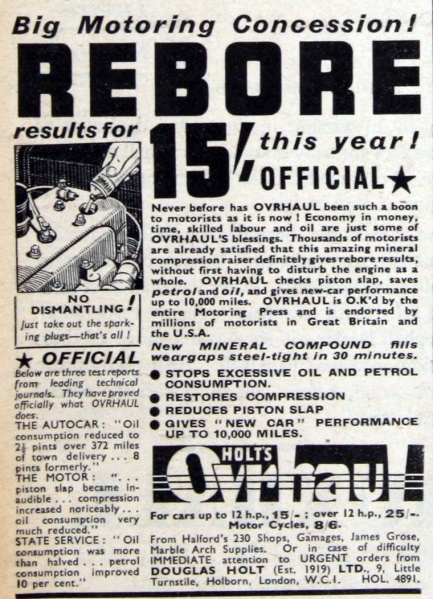 Big Motoring Concession!
REBORE
results for 15/- this year!
OFFICIAL ★
Never before has OVRHAUL been such a boon
to motorists as it is now! Economy in money,
time, skilled labour and oil are just some of
OVRHAUL'S blessings. Thousands of motorists
are already satisfied that this amazing mineral
compression raiser definitely gives rebore results,
without first having to disturb the engine as a
whole. OVRHAUL checks piston slap, saves
petrol and oil, and gives new-car performance
up to 10,000 miles. OVRHAUL is O.K'd by the
entire Motoring Press and is endorsed by
millions of motorists in Great Britain and
the U.S.A.
New MINERAL COMPOUND fills
weargaps steel-tight in 30 minutes.
● STOPS EXCESSIVE OIL AND PETROL
CONSUMPTION.
● RESTORES COMPRESSION
● REDUCES PISTON SLAP
● GIVES "NEW CAR" PERFORMANCE
UP TO 10,000 MILES.
NO
DISMANTLING!
Just take out the spark-
ing plugs—that's all!
★ OFFICIAL
Below are three test reports
from leading technical
journals. They have proved
officially what OVRHAUL
does.
THE AUTOCAR: "Oil
consumption reduced to
2½ pints over 372 miles
of town delivery ... 8
pints formerly."
THE MOTOR: "...
piston slap became in-
audible ... compression
increased noticeably ...
oil consumption very
much reduced."
STATE SERVICE: "Oil
consumption was more
than halved ... petrol
consumption improved
10 per cent."
HOLT'S
Ovrhaul!
For cars up to 12 h.p., 15/-; over 12 h.p., 25/-.
Motor Cycles, 8/6.
From Halford's 230 Shops, Gamages, James Grose,
Marble Arch Supplies. Or in case of difficulty
IMMEDIATE attention to URGENT orders from
DOUGLAS HOLT (Est. 1919) LTD., 9, Little
Turnstile, Holborn, London, W.C.1. HOL. 4891.